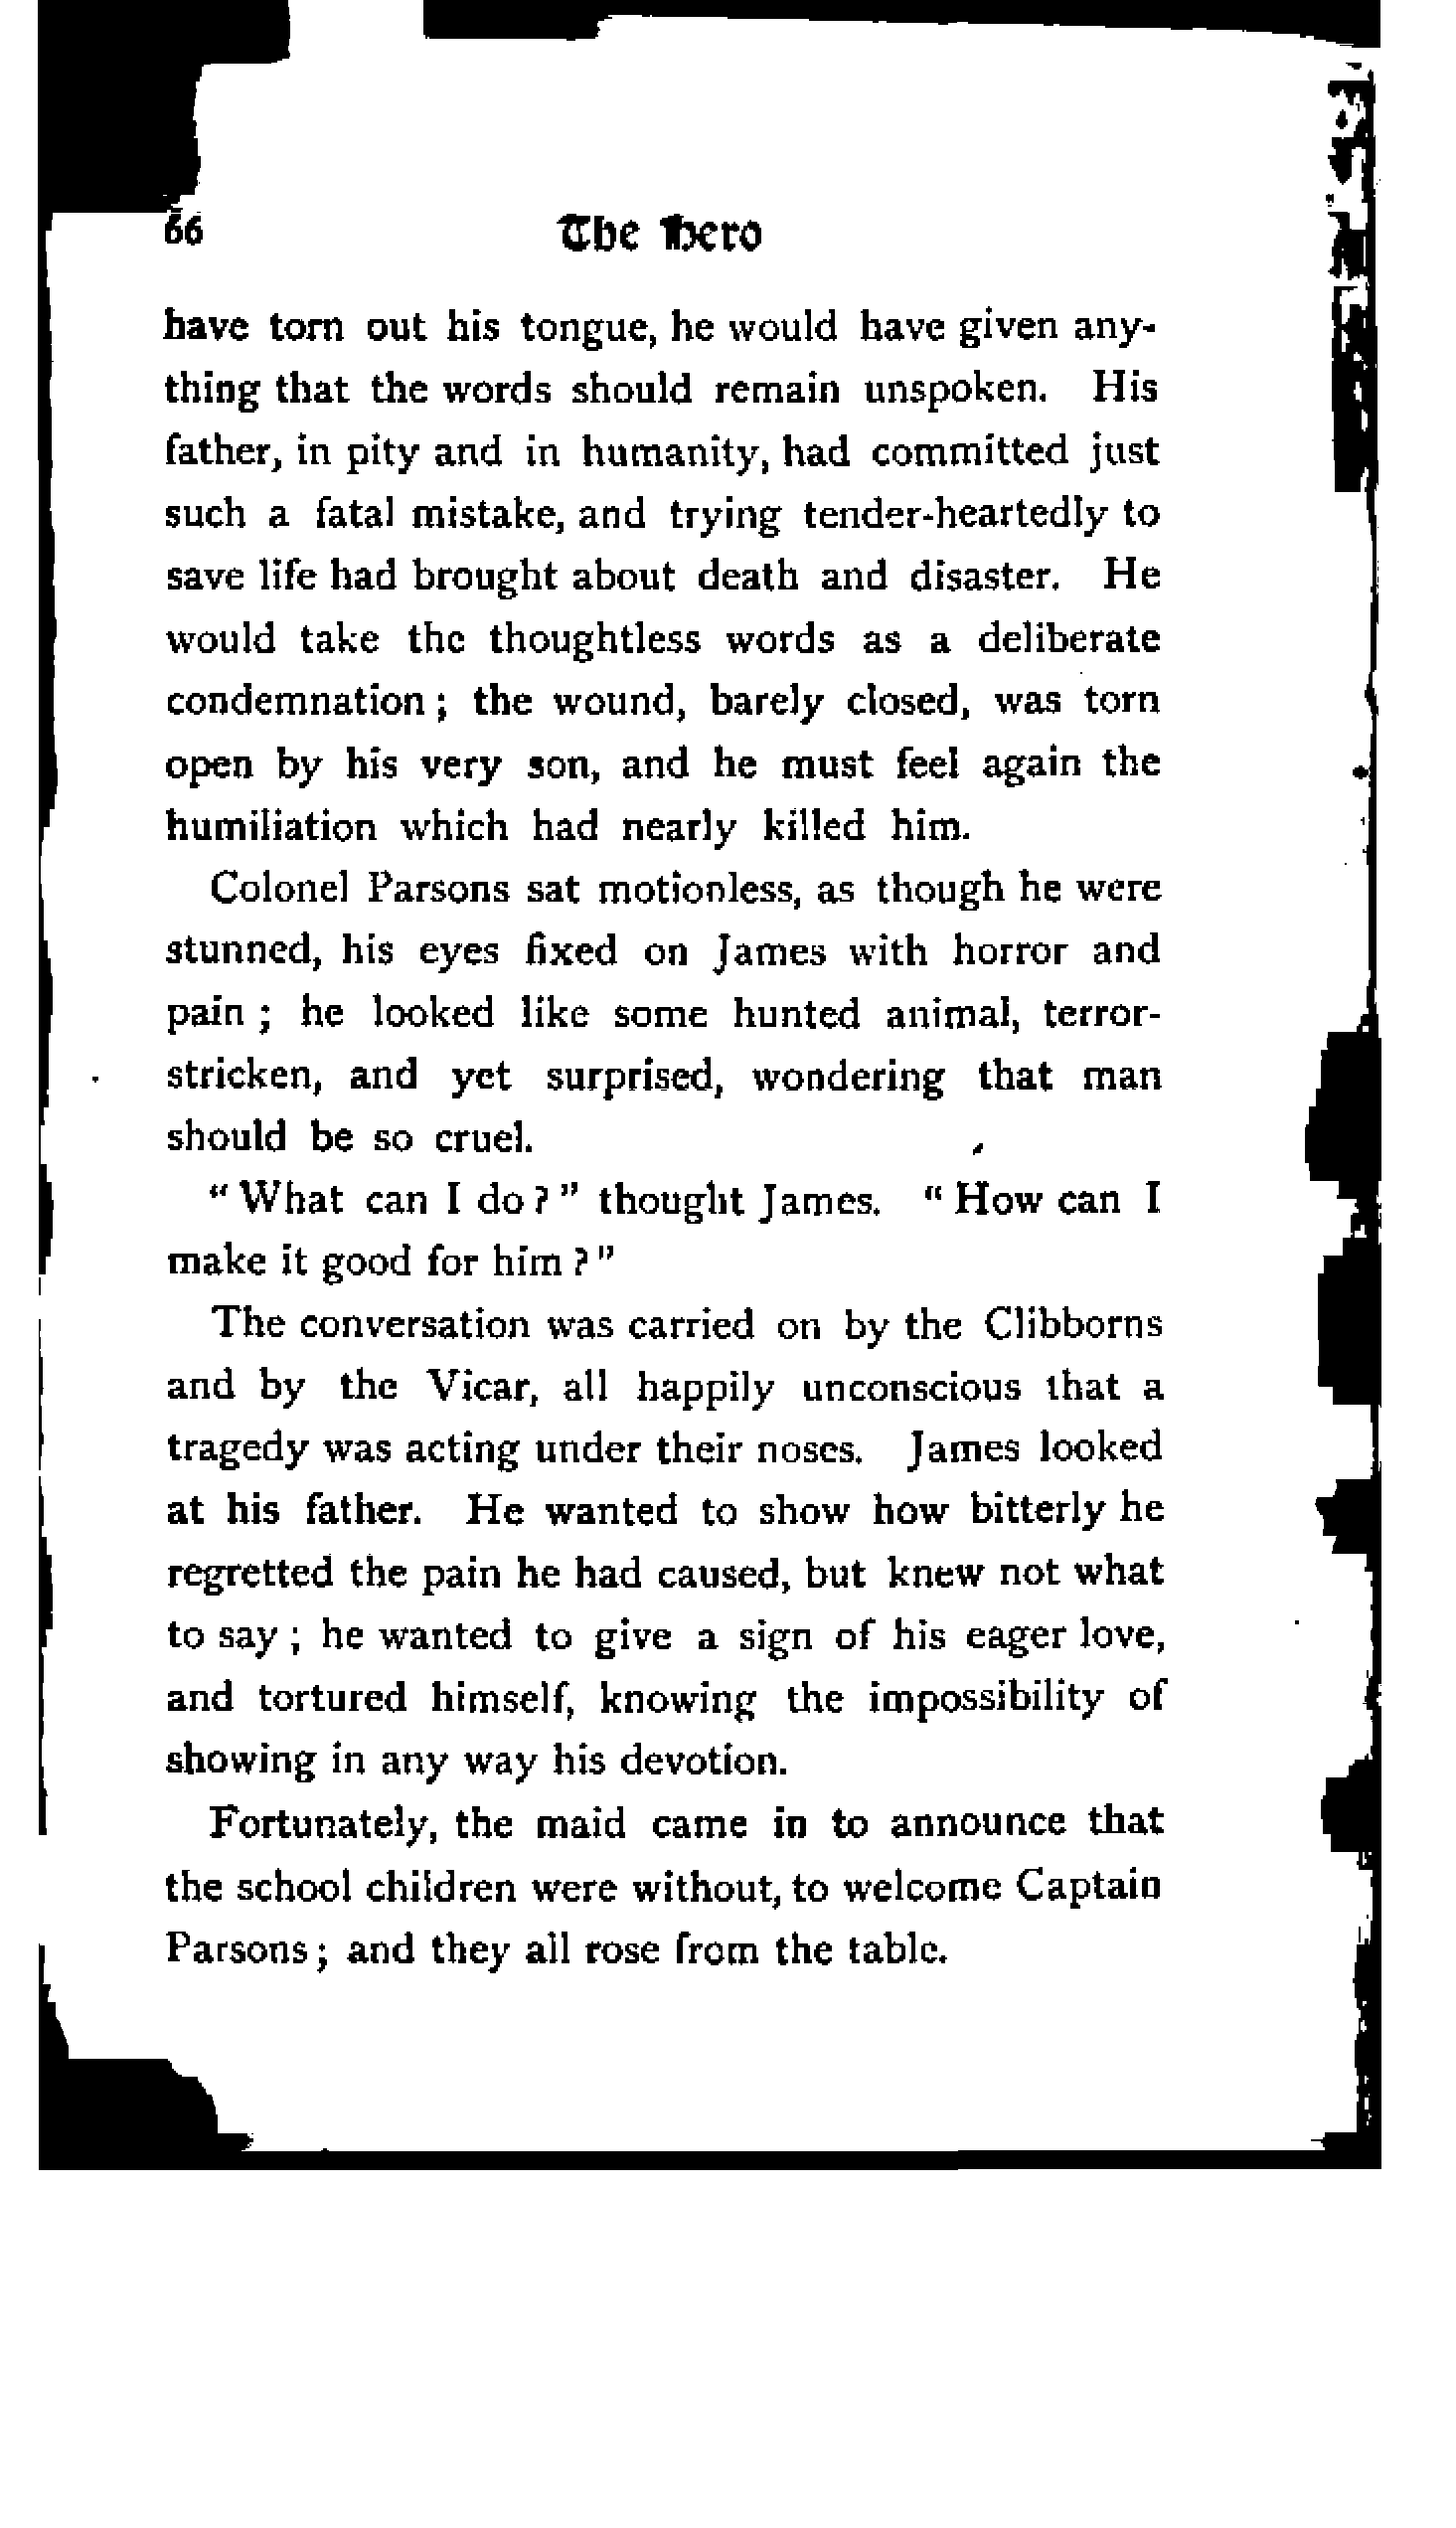 66 The Hero
have torn out his tongue, he would have given any-
thing that the words should remain unspoken. His
father, in pity and in humanity, had committed just
such a fatal mistake, and trying tender-heartedly to
save life had brought about death and disaster. He
would take the thoughtless words as a deliberate
condemnation; the wound, barely closed, was torn
open by his very son, and he must feel again the
humiliation which had nearly killed him.
Colonel Parsons sat motionless, as though he were
stunned, his eyes fixed on James with horror and
pain; he looked like some hunted animal, terror-
stricken, and yet surprised, wondering that man
should be so cruel.
"What can I do?" thought James. "How can I
make it good for him?"
The conversation was carried on by the Clibborns
and by the Vicar, all happily unconscious that a
tragedy was acting under their noses. James looked
at his father. He wanted to show how bitterly he
regretted the pain he had caused, but knew not what
to say; he wanted to give a sign of his eager love,
and tortured himself, knowing the impossibility of
showing in any way his devotion.
Fortunately, the maid came in to announce that
the school children were without, to welcome Captain
Parsons; and they all rose from the table.